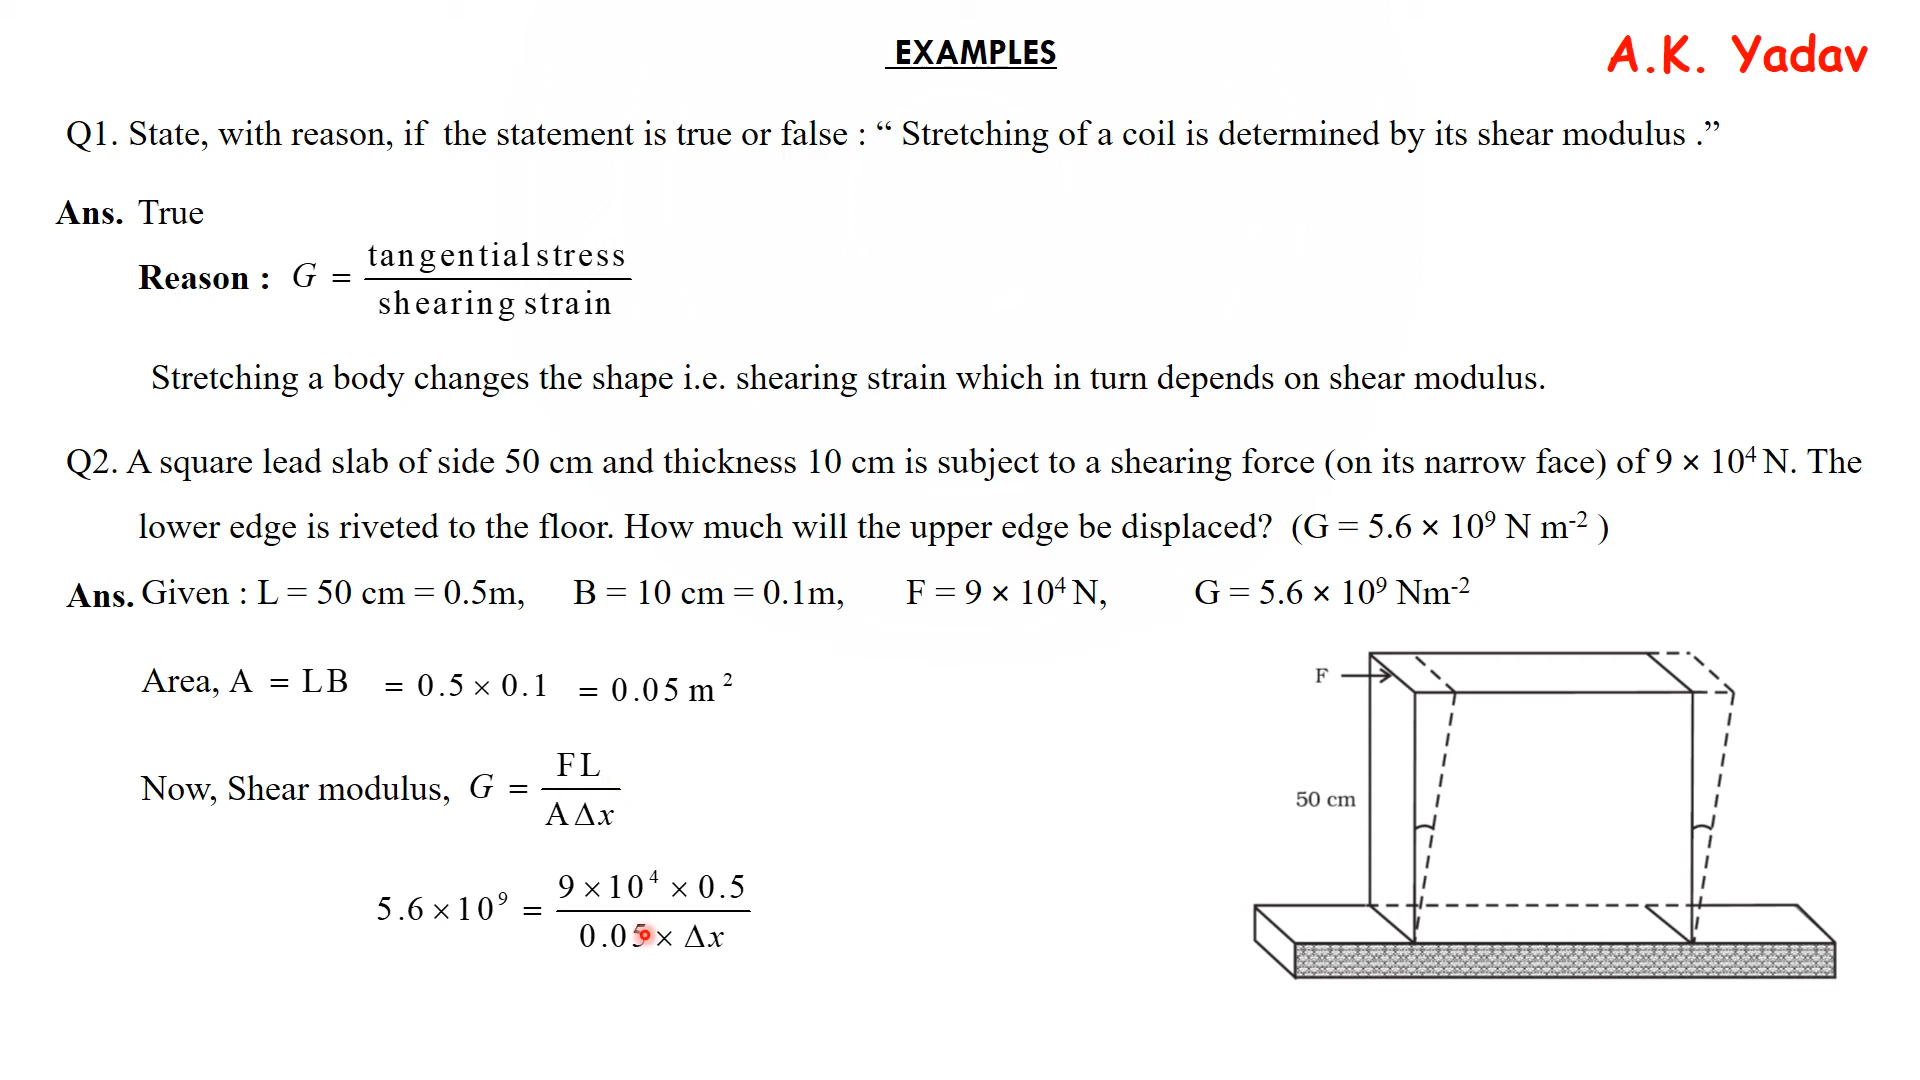 EXAMPLES
A.K. Yadav
Q1. State, with reason, if the statement is true or false : “ Stretching of a coil is determined by its shear modulus .”
Ans. True
Reason : G = tangential stress / shearing strain
Stretching a body changes the shape i.e. shearing strain which in turn depends on shear modulus.
Q2. A square lead slab of side 50 cm and thickness 10 cm is subject to a shearing force (on its narrow face) of 9 × 10⁴ N. The
lower edge is riveted to the floor. How much will the upper edge be displaced? (G = 5.6 × 10⁹ N m⁻² )
Ans. Given : L = 50 cm = 0.5m, B = 10 cm = 0.1m, F = 9 × 10⁴ N, G = 5.6 × 10⁹ Nm⁻²
Area, A = LB = 0.5 × 0.1 = 0.05 m²
Now, Shear modulus, G = FL / A Δx
5.6 × 10⁹ = 9 × 10⁴ × 0.5 / 0.05 × Δx
F
50 cm